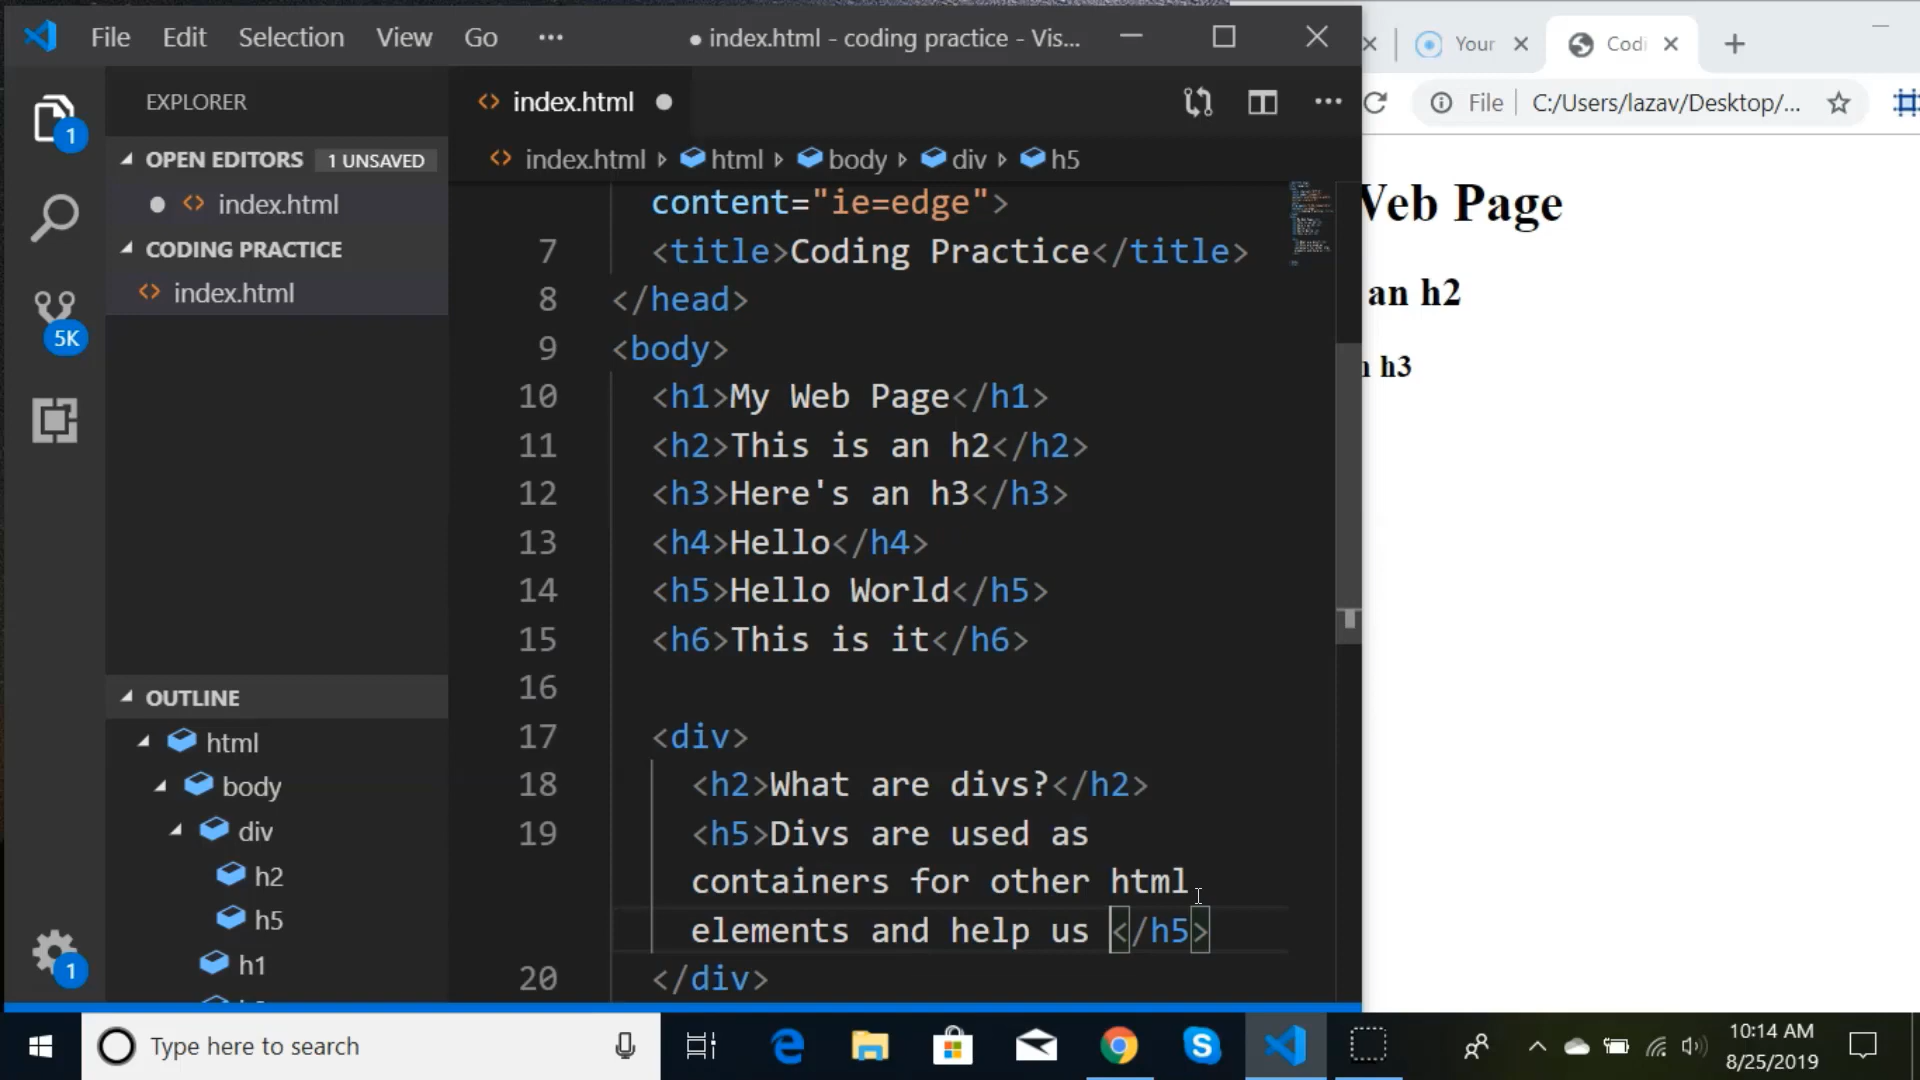 File Edit Selection View Go ··· ● index.html - coding practice - Vis...
EXPLORER
OPEN EDITORS 1 UNSAVED
index.html
CODING PRACTICE
index.html
1
5K
1
OUTLINE
html
body
div
h2
h5
h1
index.html
index.html html body div h5
content="ie=edge">
7 <title>Coding Practice</title>
8 </head>
9 <body>
10 <h1>My Web Page</h1>
11 <h2>This is an h2</h2>
12 <h3>Here's an h3</h3>
13 <h4>Hello</h4>
14 <h5>Hello World</h5>
15 <h6>This is it</h6>
16
17 <div>
18 <h2>What are divs?</h2>
19 <h5>Divs are used as
containers for other html
elements and help us </h5>
20 </div>
Your Codi
File C:/Users/lazav/Desktop/...
Web Page
an h2
h3
Type here to search
10:14 AM
8/25/2019